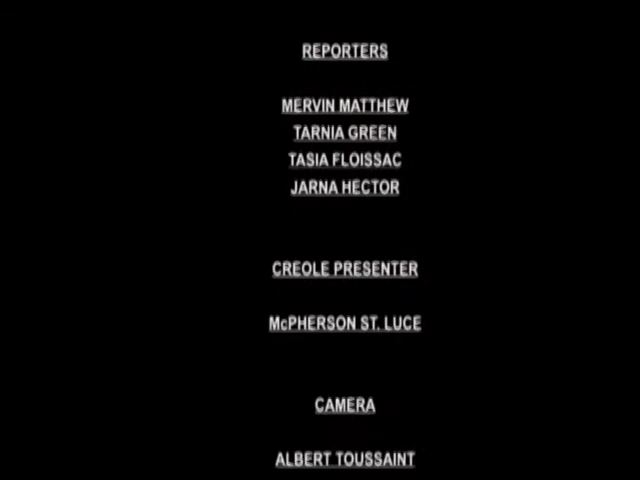 REPORTERS
MERVIN MATTHEW
TARNIA GREEN
TASIA FLOISSAC
JARNA HECTOR
CREOLE PRESENTER
McPHERSON ST. LUCE
CAMERA
ALBERT TOUSSAINT